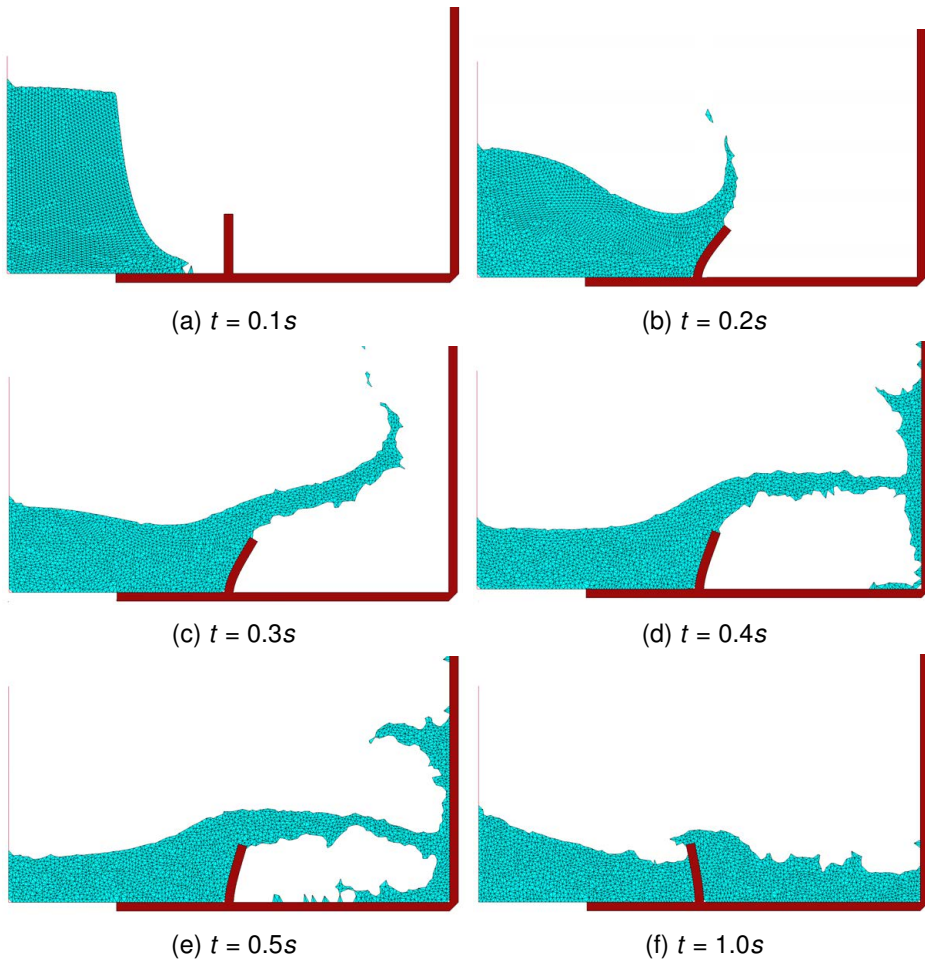 (a) t = 0.1s
(b) t = 0.2s
(c) t = 0.3s
(d) t = 0.4s
(e) t = 0.5s
(f) t = 1.0s